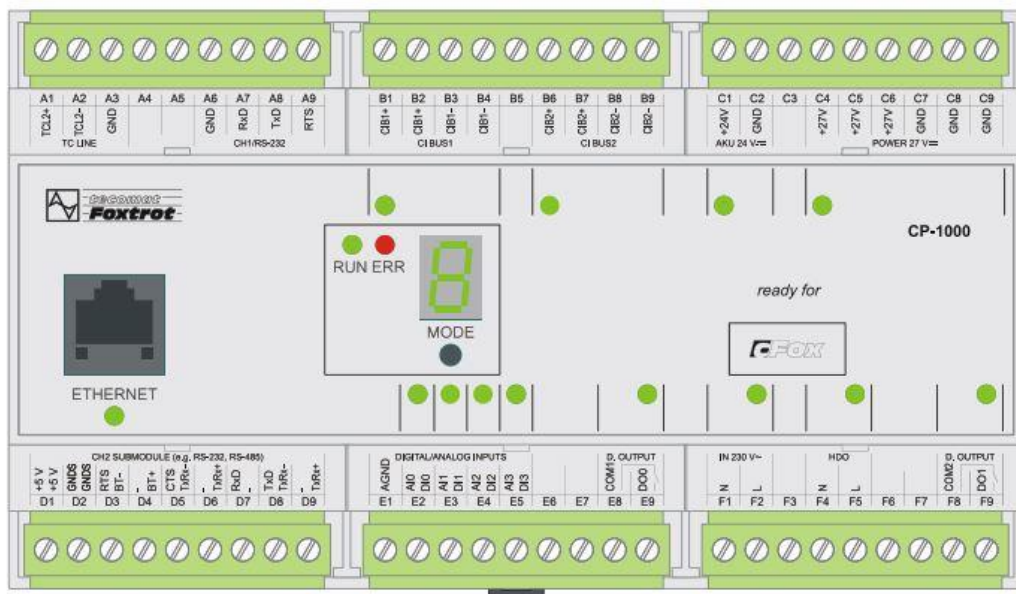 A1 A2 A3 A4 A5 A6 A7 A8 A9
TCL2+ TCL2- GND GND RxD TxD RTS
TC LINE CH1/RS-232
B1 B2 B3 B4 B5 B6 B7 B8 B9
CIB1+ CIB1+ CIB1- CIB1- CIB2+ CIB2+ CIB2- CIB2-
CI BUS1 CI BUS2
C1 C2 C3 C4 C5 C6 C7 C8 C9
+24V GND +27V +27V +27V GND GND GND
AKU 24 V⎓ POWER 27 V⎓
tecomat
Foxtrot
CP-1000
RUN ERR
8
MODE
ready for
CFox
ETHERNET
CH2 SUBMODULE (e.g. RS-232, RS-485)
+5 V GNDS RTS - CTS - RxD TxD -
+5 V GNDS BT- BT+ TxRx- TxRx+ - TxRx- TxRx+
D1 D2 D3 D4 D5 D6 D7 D8 D9
DIGITAL/ANALOG INPUTS D. OUTPUT
AGND AI0 AI1 AI2 AI3 COM1 DO0
DI0 DI1 DI2 DI3
E1 E2 E3 E4 E5 E6 E7 E8 E9
IN 230 V~ HDO D. OUTPUT
N L N L COM2 DO1
F1 F2 F3 F4 F5 F6 F7 F8 F9